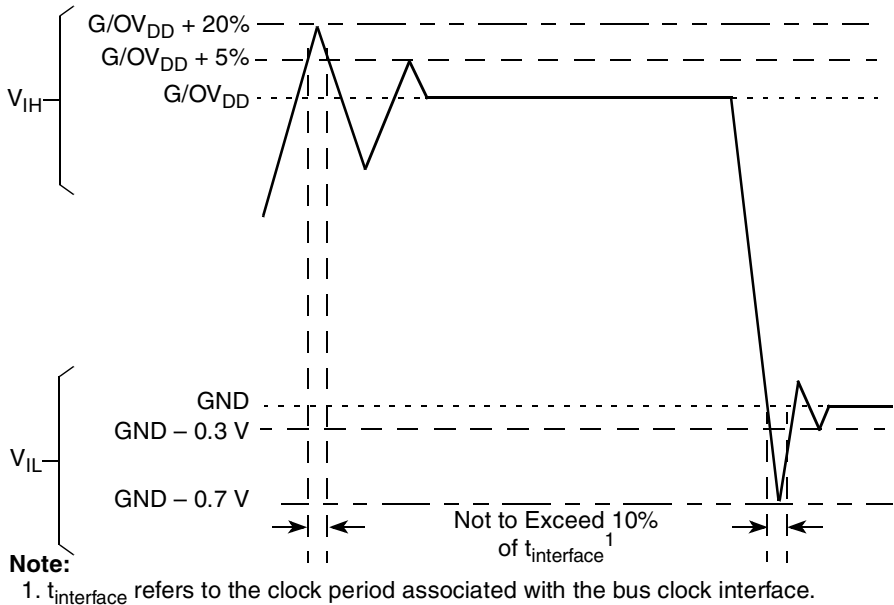 G/OVDD + 20%
G/OVDD + 5%
G/OVDD
VIH
GND
GND – 0.3 V
VIL
GND – 0.7 V
Not to Exceed 10%
of tinterface1
Note:
1. tinterface refers to the clock period associated with the bus clock interface.